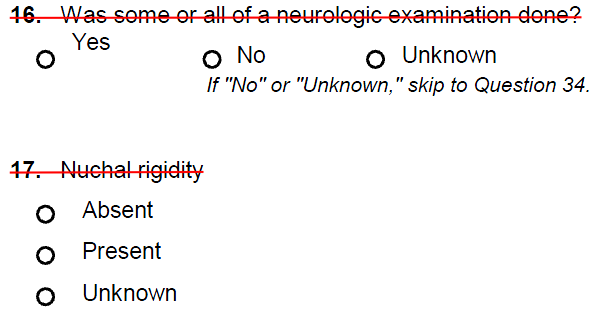 16. Was some or all of a neurologic examination done?
Yes
No
Unknown
If "No" or "Unknown," skip to Question 34.
17. Nuchal rigidity
Absent
Present
Unknown